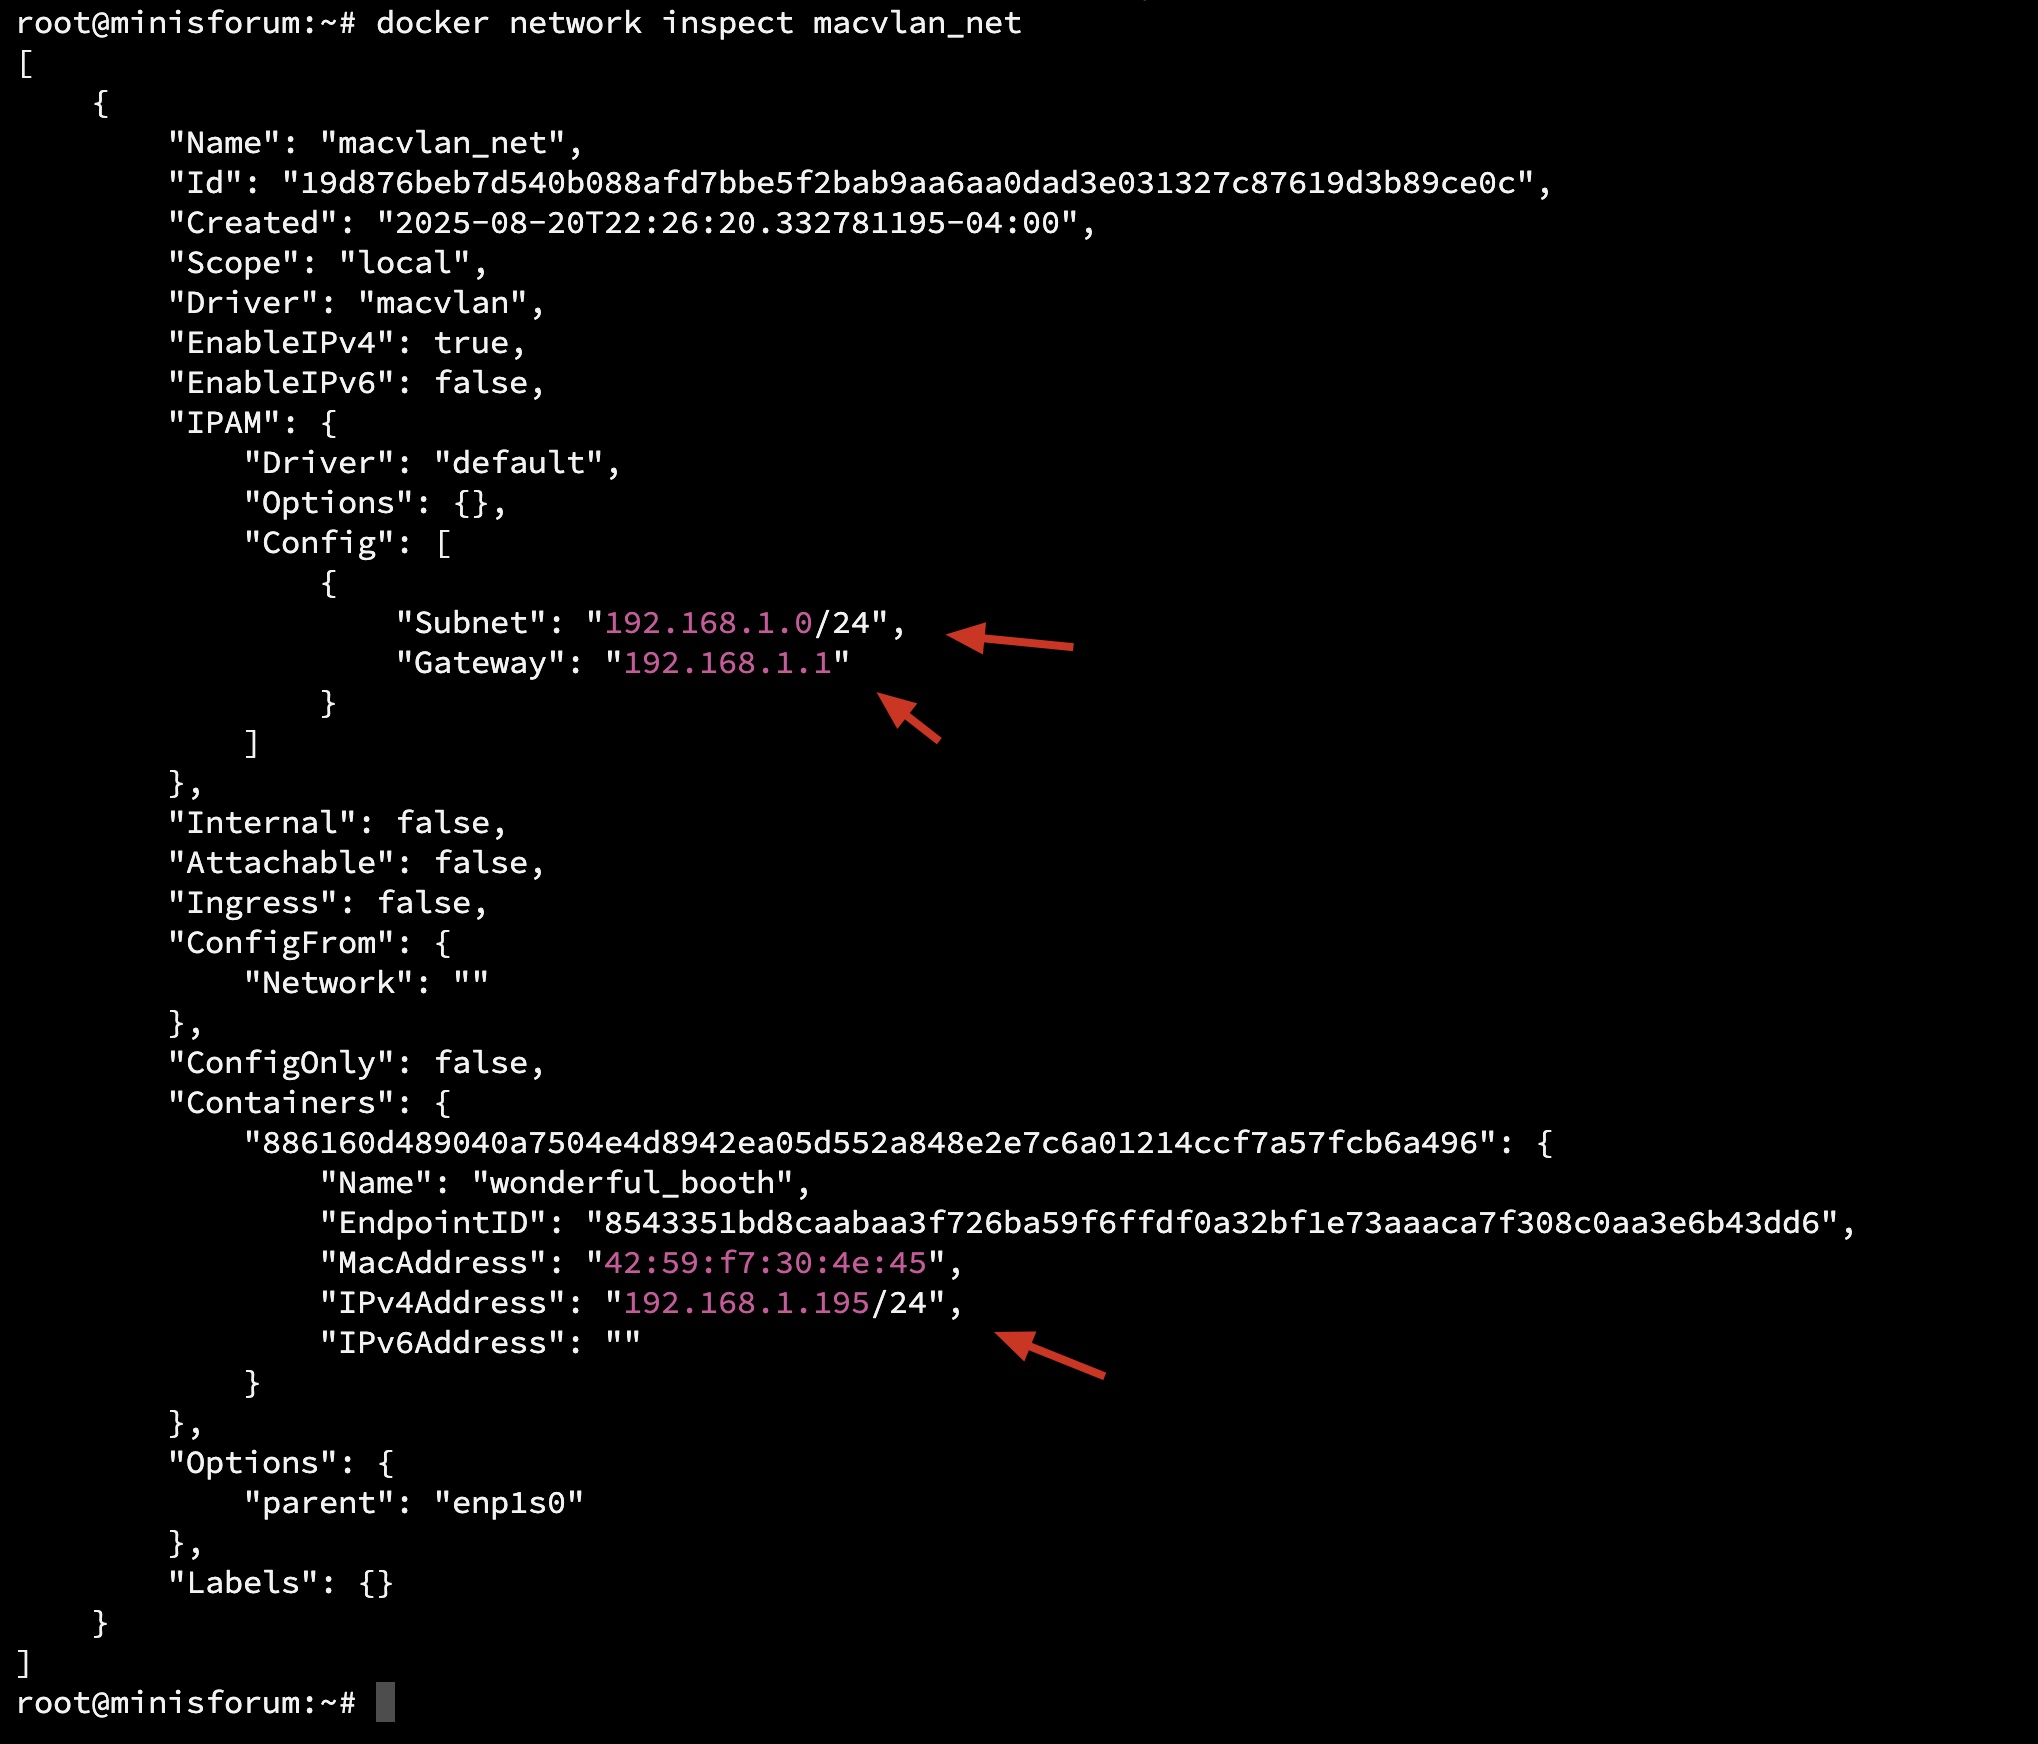 root@minisforum:~# docker network inspect macvlan_net
[
    {
        "Name": "macvlan_net",
        "Id": "19d876beb7d540b088afd7bbe5f2bab9aa6aa0dad3e031327c87619d3b89ce0c",
        "Created": "2025-08-20T22:26:20.332781195-04:00",
        "Scope": "local",
        "Driver": "macvlan",
        "EnableIPv4": true,
        "EnableIPv6": false,
        "IPAM": {
            "Driver": "default",
            "Options": {},
            "Config": [
                {
                    "Subnet": "192.168.1.0/24",
                    "Gateway": "192.168.1.1"
                }
            ]
        },
        "Internal": false,
        "Attachable": false,
        "Ingress": false,
        "ConfigFrom": {
            "Network": ""
        },
        "ConfigOnly": false,
        "Containers": {
            "886160d489040a7504e4d8942ea05d552a848e2e7c6a01214ccf7a57fcb6a496": {
                "Name": "wonderful_booth",
                "EndpointID": "8543351bd8caabaa3f726ba59f6ffdf0a32bf1e73aaaca7f308c0aa3e6b43dd6",
                "MacAddress": "42:59:f7:30:4e:45",
                "IPv4Address": "192.168.1.195/24",
                "IPv6Address": ""
            }
        },
        "Options": {
            "parent": "enp1s0"
        },
        "Labels": {}
    }
]
root@minisforum:~#